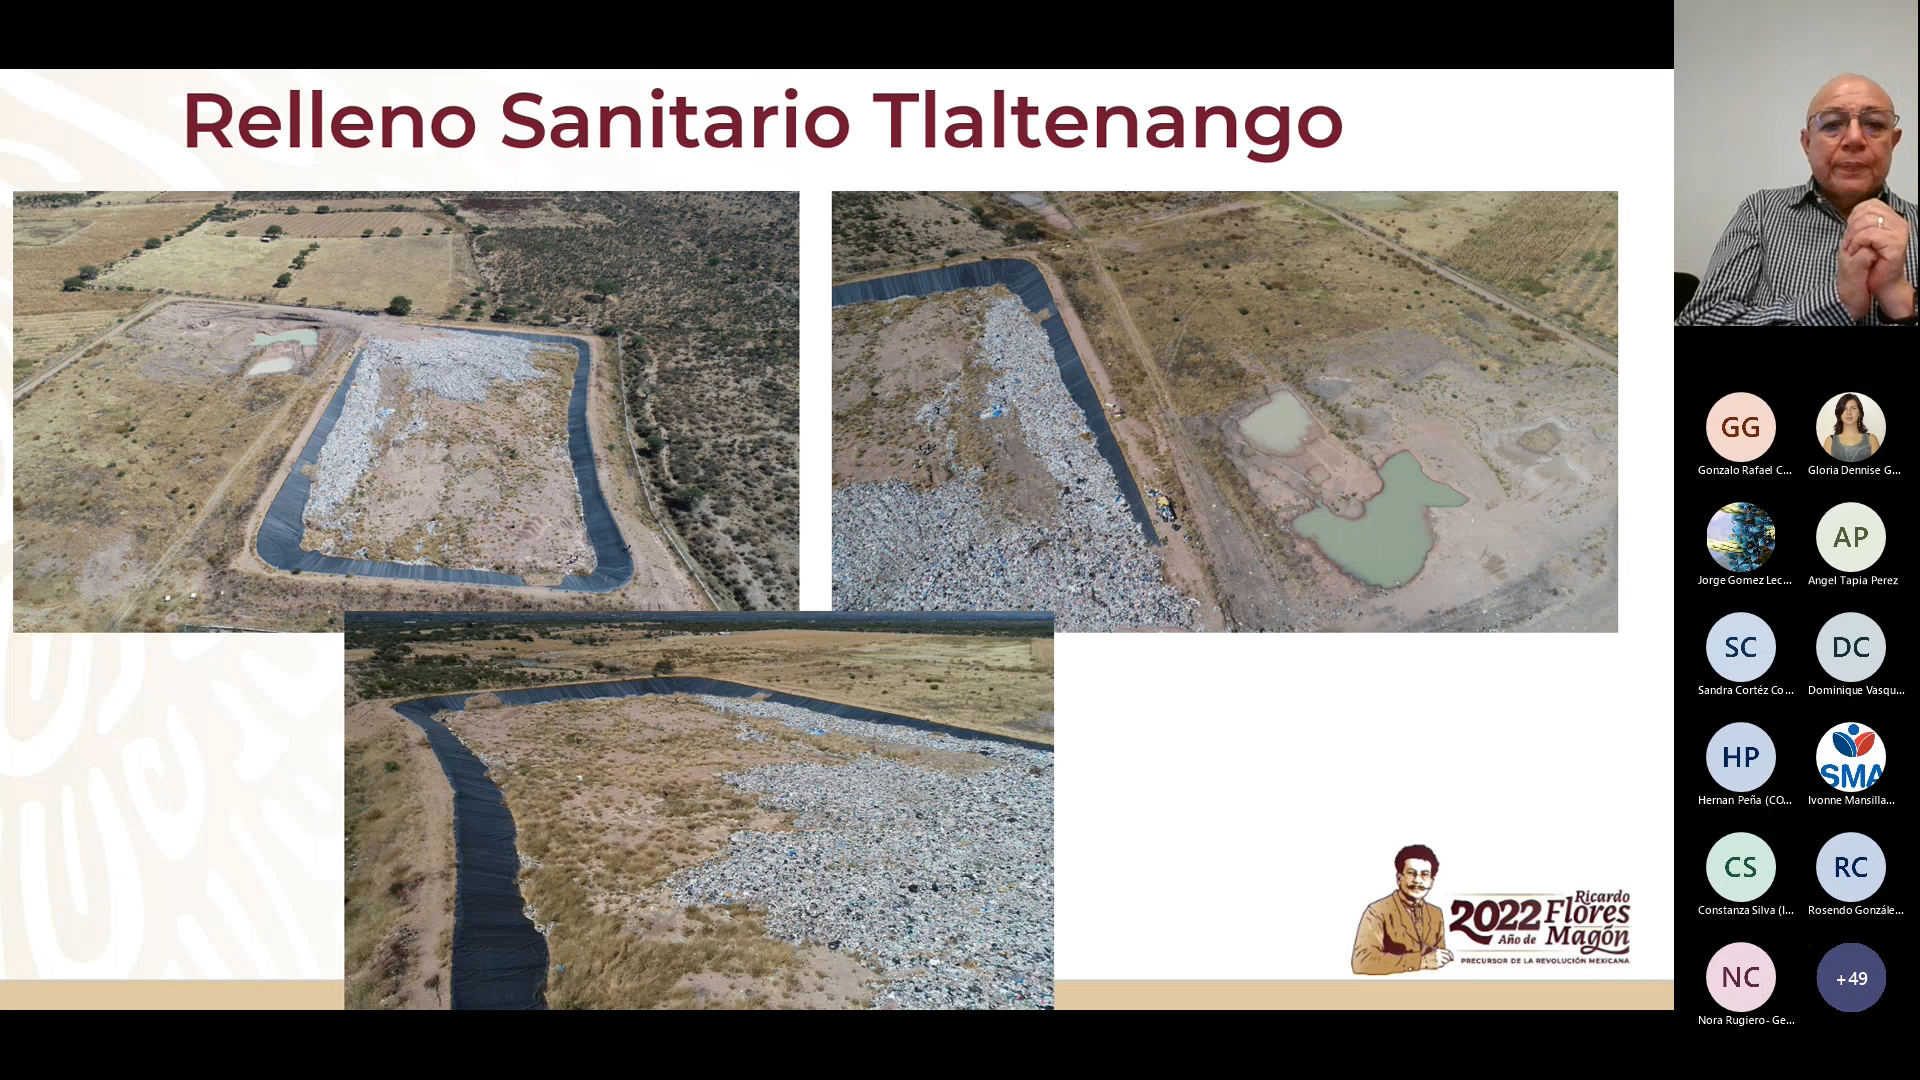 Relleno Sanitario Tlaltenango
2022 Ricardo
Año de Flores
Magón
PRECURSOR DE LA REVOLUCIÓN MEXICANA
GG
Gonzalo Rafael C...
Gloria Dennise G...
Jorge Gomez Lec...
AP
Angel Tapia Perez
SC
Sandra Cortéz Co...
DC
Dominique Vasqu...
HP
Hernan Peña (CO...
SMA
Ivonne Mansilla...
CS
Constanza Silva (I...
RC
Rosendo Gonzále...
NC
Nora Rugiero- Ge...
+49